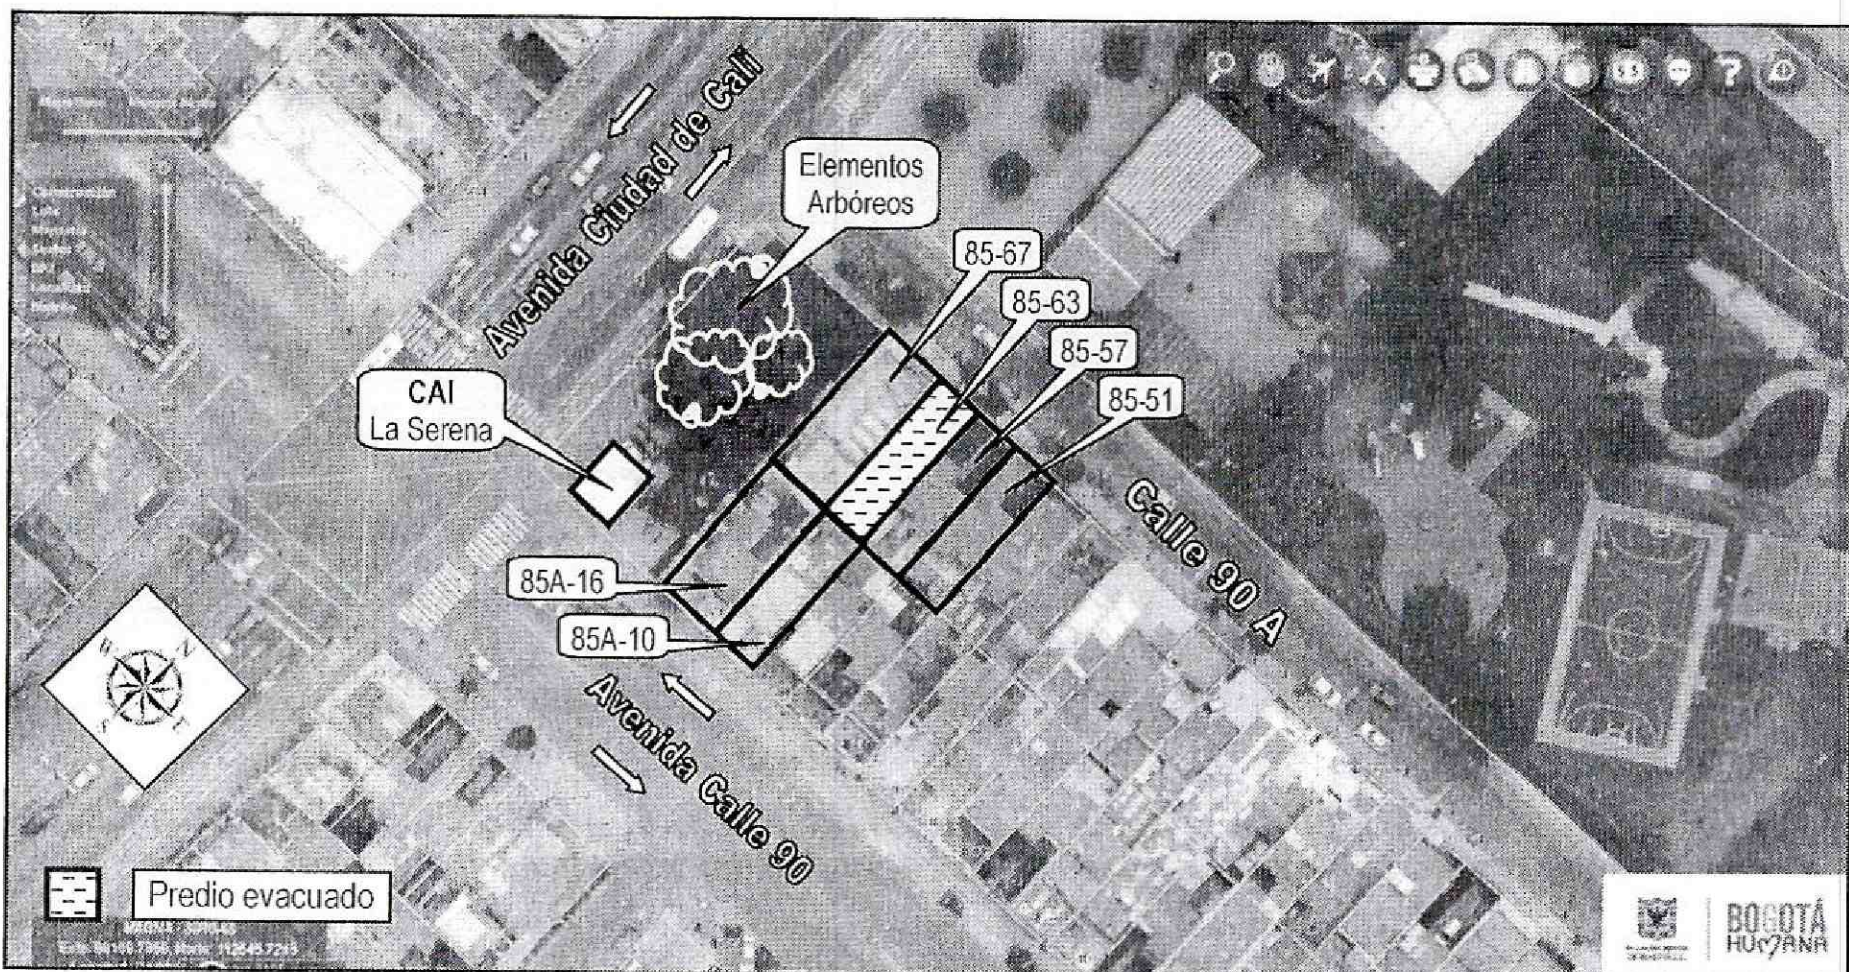 Avenida Ciudad de Cali
Elementos
Arbóreos
85-67
85-63
85-57
85-51
CAI
La Serena
85A-16
85A-10
Calle 90 A
Avenida Calle 90
Predio evacuado
BOGOTÁ
HUMANA